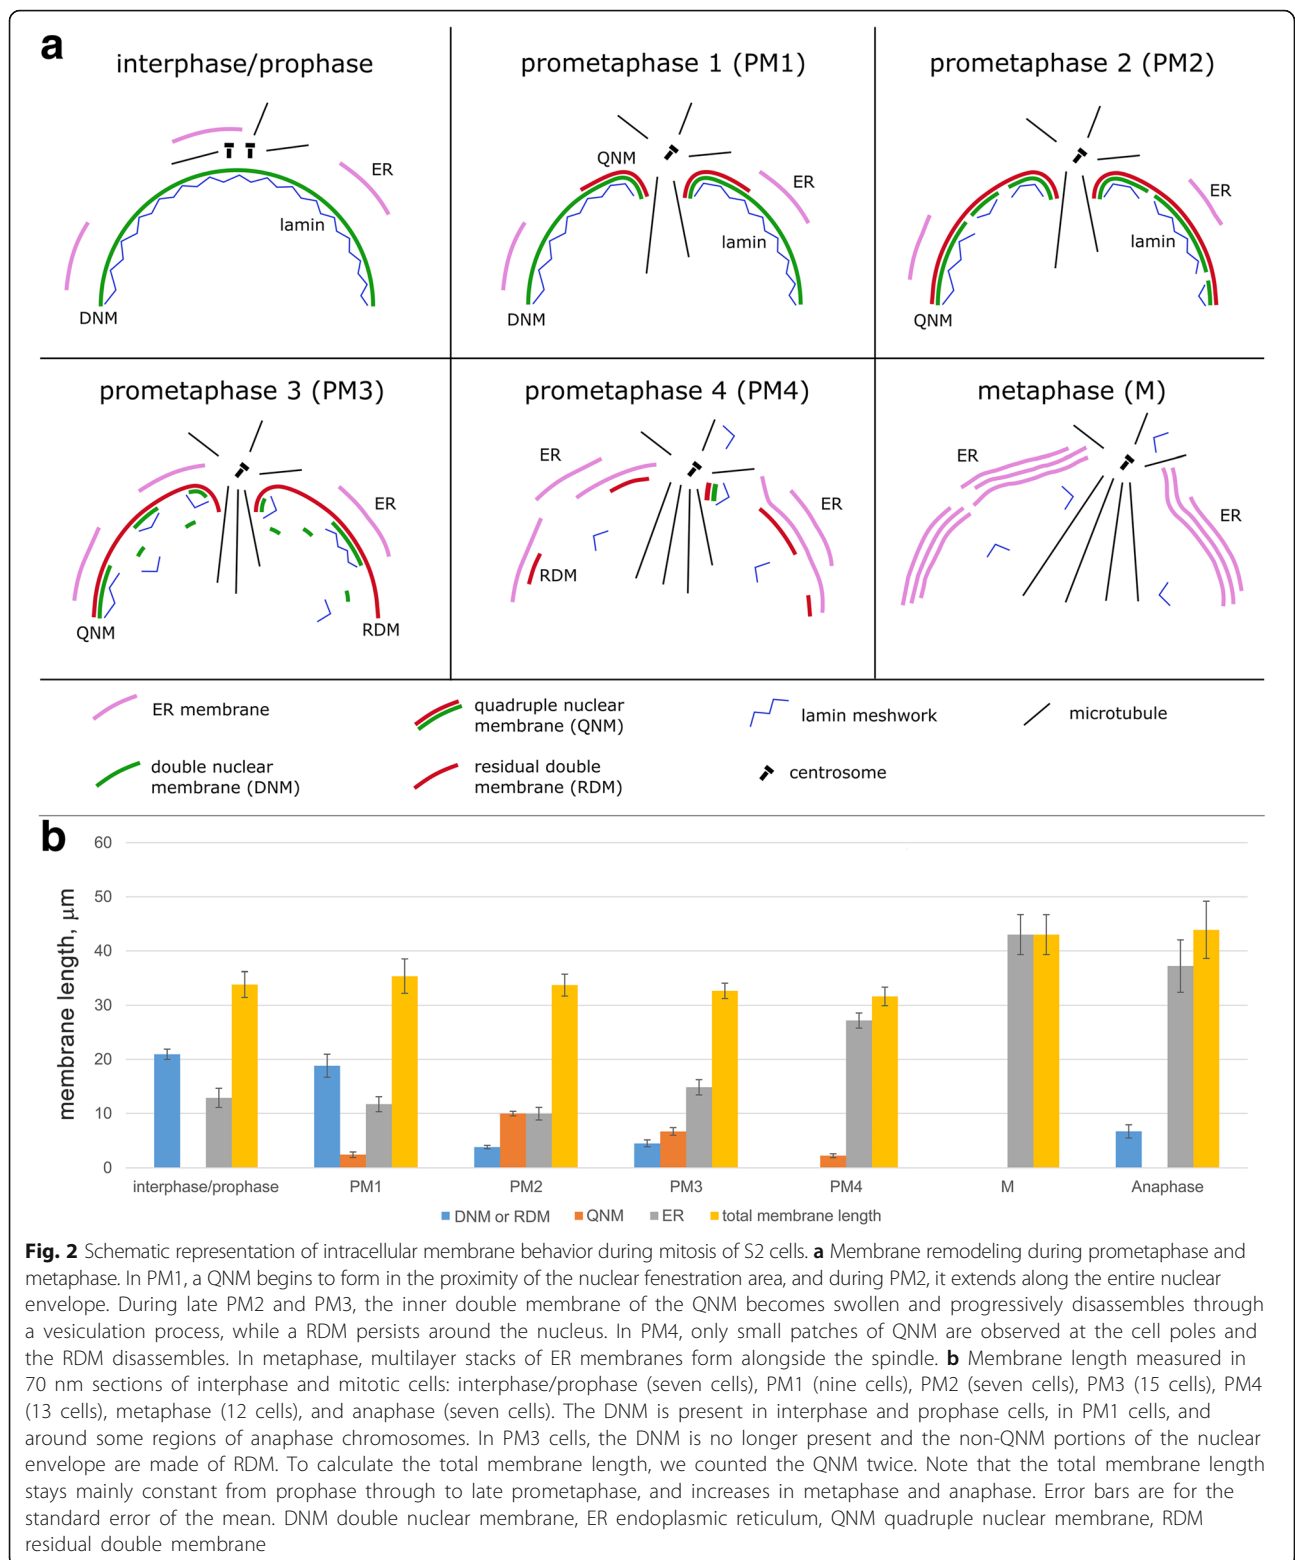 a
interphase/prophase
ER
lamin
DNM
prometaphase 1 (PM1)
QNM
ER
lamin
DNM
prometaphase 2 (PM2)
ER
lamin
QNM
prometaphase 3 (PM3)
ER
QNM
RDM
prometaphase 4 (PM4)
ER
ER
RDM
metaphase (M)
ER
ER
ER membrane
quadruple nuclear
membrane (QNM)
lamin meshwork
microtubule
double nuclear
membrane (DNM)
residual double
membrane (RDM)
centrosome
b
membrane length, μm
60
50
40
30
20
10
0
interphase/prophase
PM1
PM2
PM3
PM4
M
Anaphase
DNM or RDM
QNM
ER
total membrane length
Fig. 2 Schematic representation of intracellular membrane behavior during mitosis of S2 cells. a Membrane remodeling during prometaphase and
metaphase. In PM1, a QNM begins to form in the proximity of the nuclear fenestration area, and during PM2, it extends along the entire nuclear
envelope. During late PM2 and PM3, the inner double membrane of the QNM becomes swollen and progressively disassembles through
a vesiculation process, while a RDM persists around the nucleus. In PM4, only small patches of QNM are observed at the cell poles and
the RDM disassembles. In metaphase, multilayer stacks of ER membranes form alongside the spindle. b Membrane length measured in
70 nm sections of interphase and mitotic cells: interphase/prophase (seven cells), PM1 (nine cells), PM2 (seven cells), PM3 (15 cells), PM4
(13 cells), metaphase (12 cells), and anaphase (seven cells). The DNM is present in interphase and prophase cells, in PM1 cells, and
around some regions of anaphase chromosomes. In PM3 cells, the DNM is no longer present and the non-QNM portions of the nuclear
envelope are made of RDM. To calculate the total membrane length, we counted the QNM twice. Note that the total membrane length
stays mainly constant from prophase through to late prometaphase, and increases in metaphase and anaphase. Error bars are for the
standard error of the mean. DNM double nuclear membrane, ER endoplasmic reticulum, QNM quadruple nuclear membrane, RDM
residual double membrane